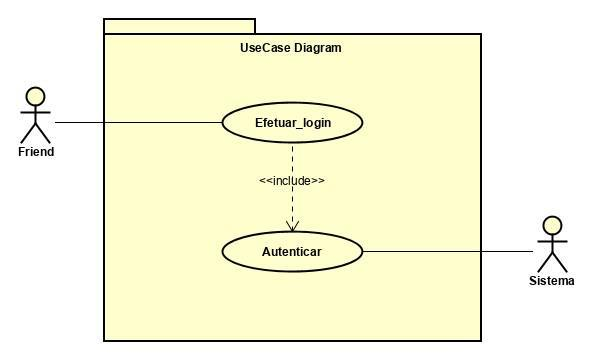 UseCase Diagram
Efetuar_login
Friend
<<include>>
Autenticar
Sistema